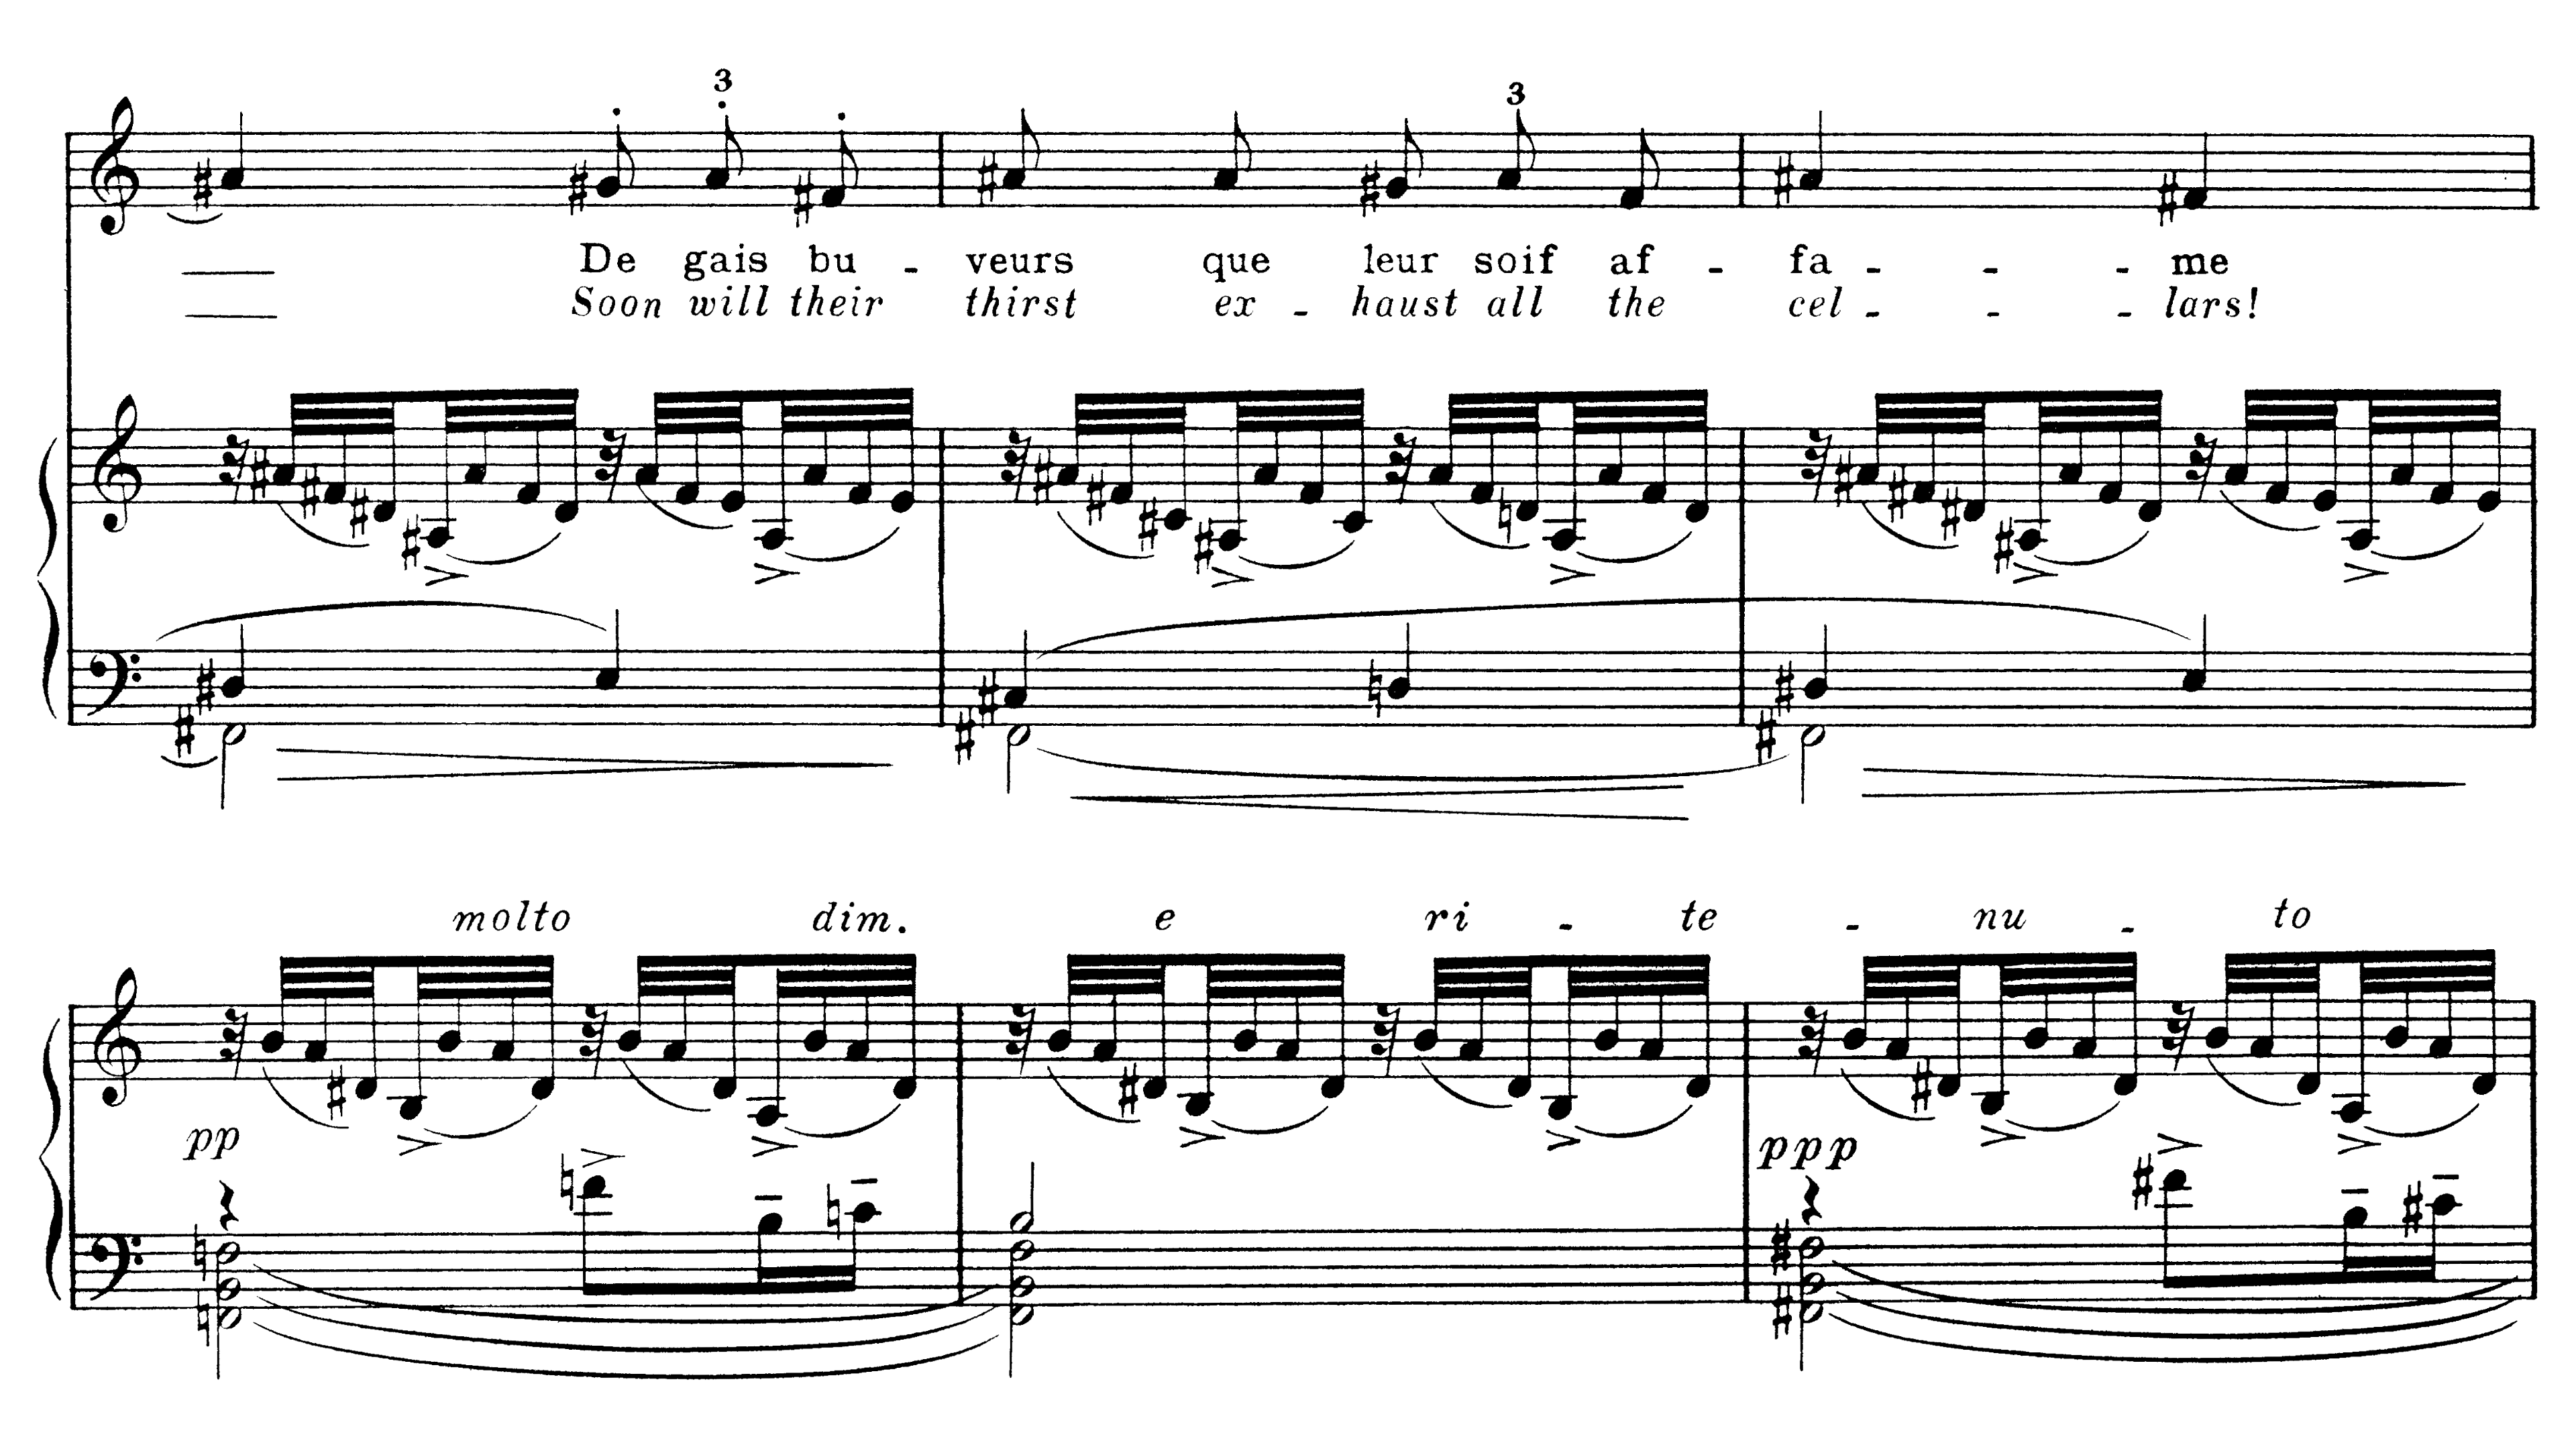 3 3
De gais bu - veurs que leur soif af - fa - - - me
Soon will their thirst ex - haust all the cel - - - lars!
molto dim. e ri - te - nu - to
pp ppp